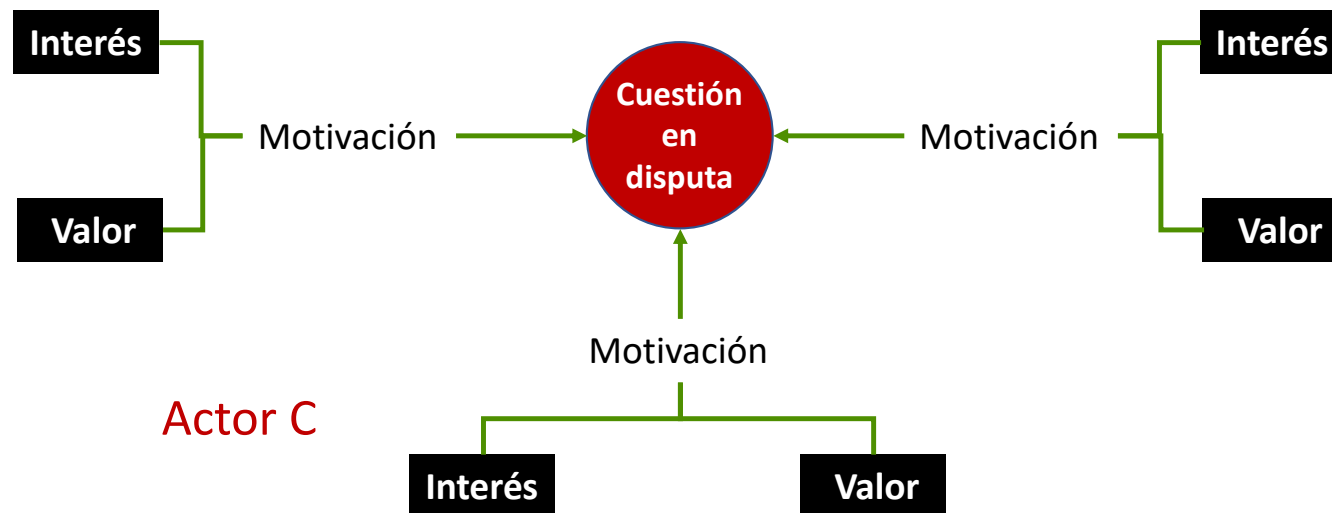 Interés
Interés
Cuestión
en
disputa
Motivación
Motivación
Valor
Valor
Motivación
Actor C
Interés
Valor